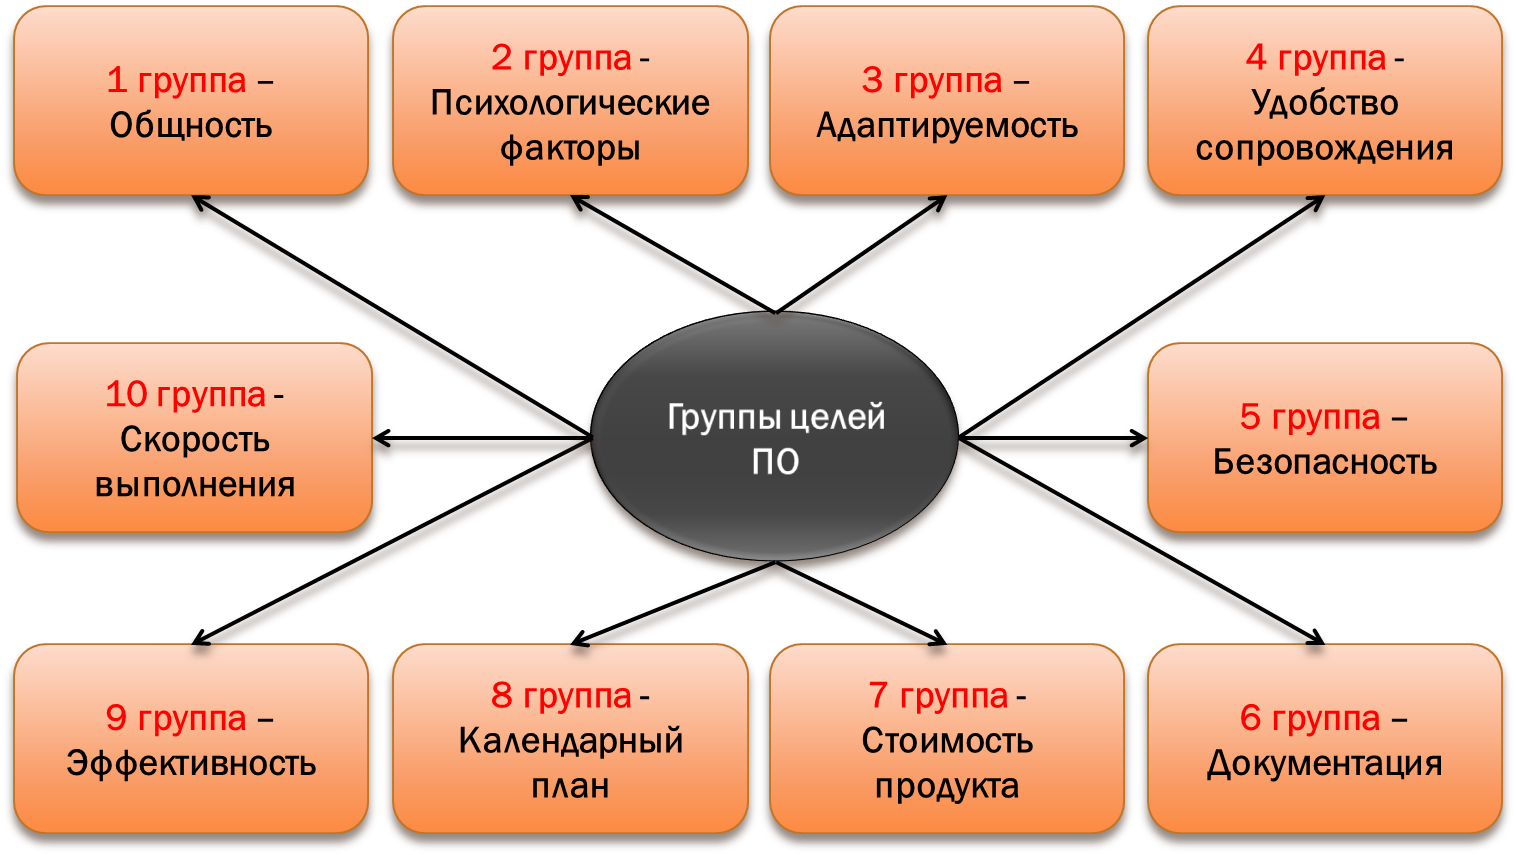 1 группа –
Общность
2 группа -
Психологические
факторы
3 группа –
Адаптируемость
4 группа -
Удобство
сопровождения
10 группа -
Скорость
выполнения
Группы целей
ПО
5 группа –
Безопасность
9 группа –
Эффективность
8 группа -
Календарный
план
7 группа -
Стоимость
продукта
6 группа –
Документация